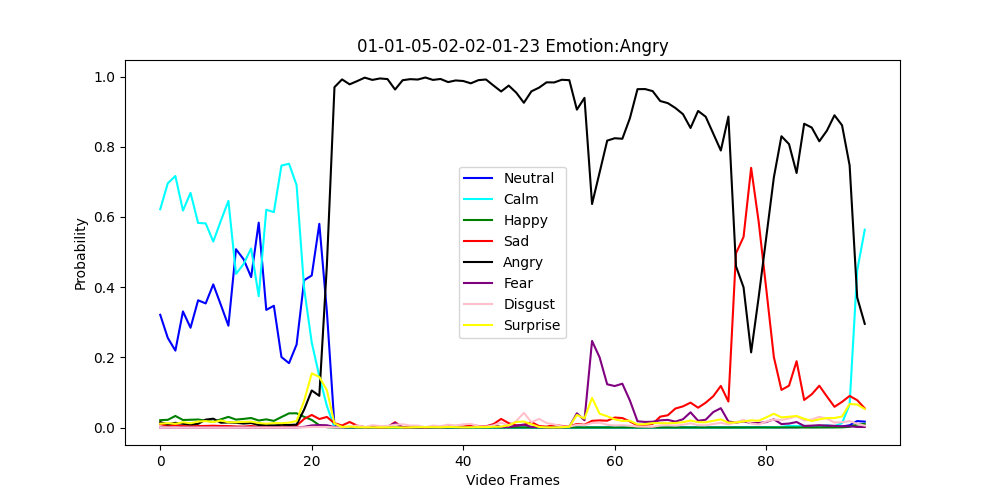 01-01-05-02-02-01-23 Emotion:Angry
1.0
0.8
0.6
0.4
0.2
0.0
Probability
Neutral
Calm
Happy
Sad
Angry
Fear
Disgust
Surprise
0
20
40
60
80
Video Frames